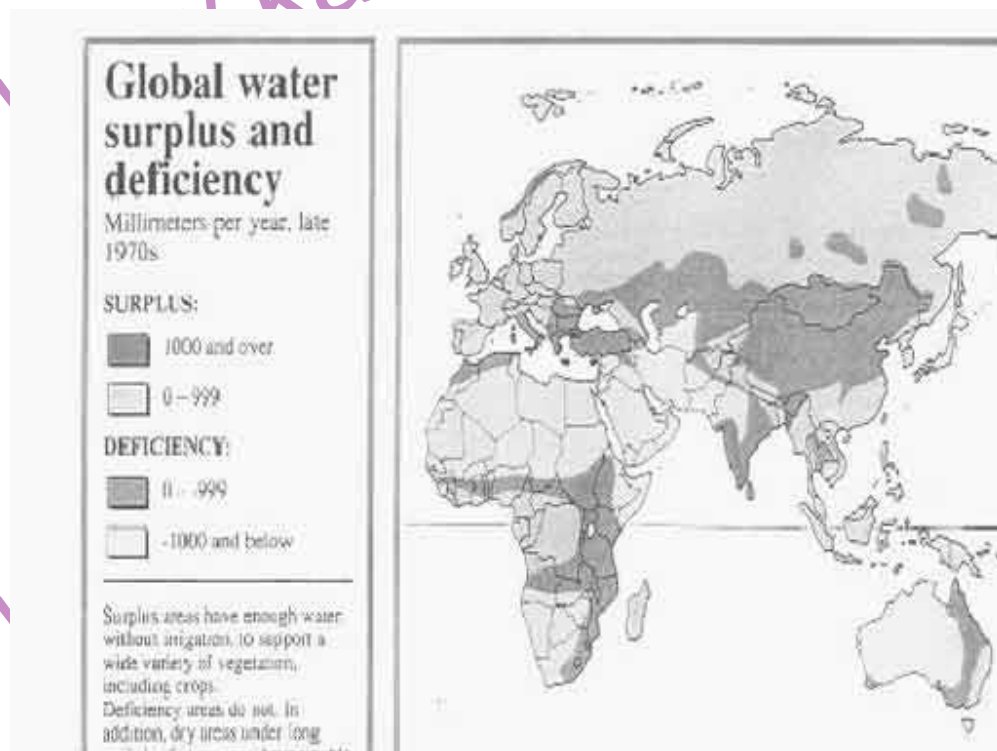 Global water
surplus and
deficiency
Millimeters per year, late
1970s
SURPLUS:
1000 and over
0–999
DEFICIENCY:
0 – -999
-1000 and below
Surplus areas have enough water
without irrigation, to support a
wide variety of vegetation,
including crops.
Deficiency areas do not. In
addition, dry areas under long